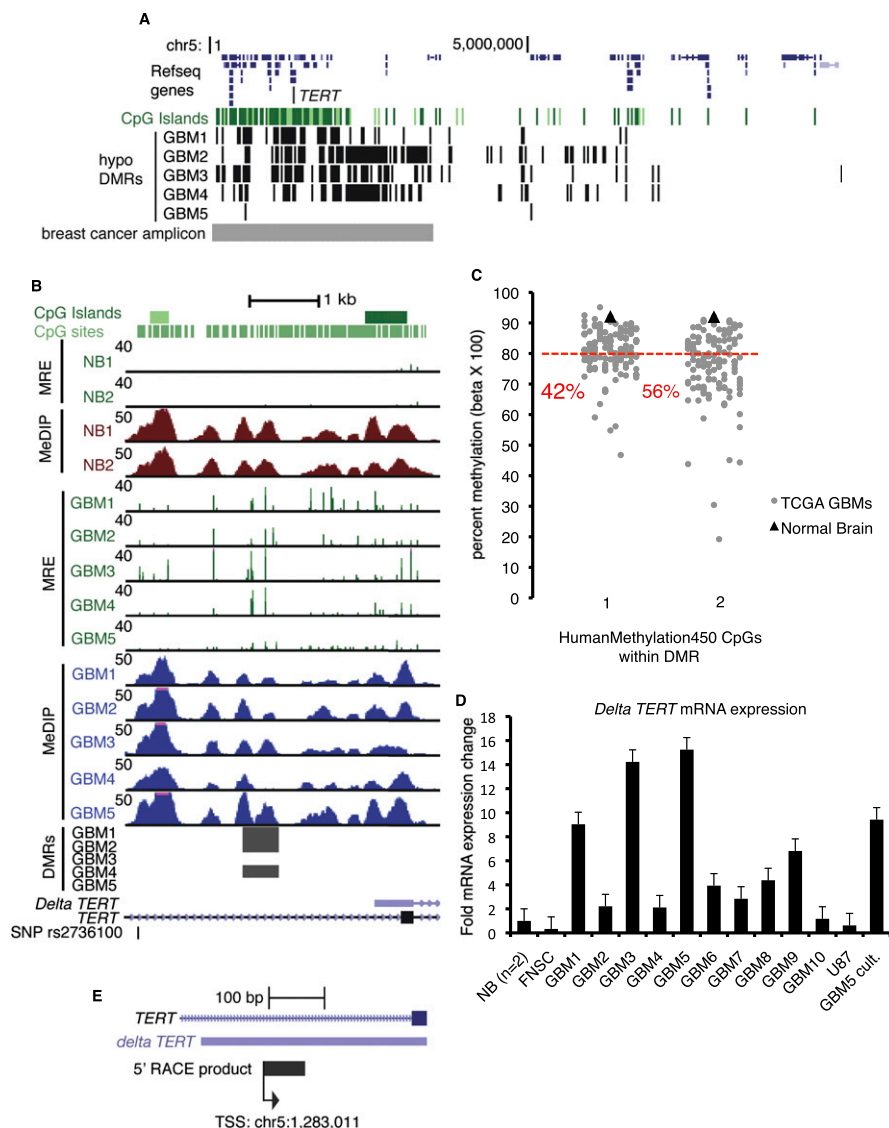 A
chr5: 1 5,000,000
Refseq
genes
TERT
CpG Islands
hypo
DMRs
GBM1
GBM2
GBM3
GBM4
GBM5
breast cancer amplicon
B
1 kb
CpG Islands
CpG sites
MRE
40
NB1
40
NB2
MeDIP
50
NB1
50
NB2
MRE
40
GBM1
40
GBM2
40
GBM3
40
GBM4
40
GBM5
MeDIP
50
GBM1
50
GBM2
50
GBM3
50
GBM4
50
GBM5
DMRs
GBM1
GBM2
GBM3
GBM4
GBM5
Delta TERT
TERT
SNP rs2736100
C
percent methylation (beta X 100)
100
90
80
70
60
50
40
30
20
10
0
42%
56%
TCGA GBMs
Normal Brain
1 2
HumanMethylation450 CpGs
within DMR
D
Delta TERT mRNA expression
Fold mRNA expression change
18
16
14
12
10
8
6
4
2
0
NB (n=2)
FNSC
GBM1
GBM2
GBM3
GBM4
GBM5
GBM6
GBM7
GBM8
GBM9
GBM10
U87
GBM5 cult.
E
100 bp
TERT
delta TERT
5' RACE product
TSS: chr5:1.283.011